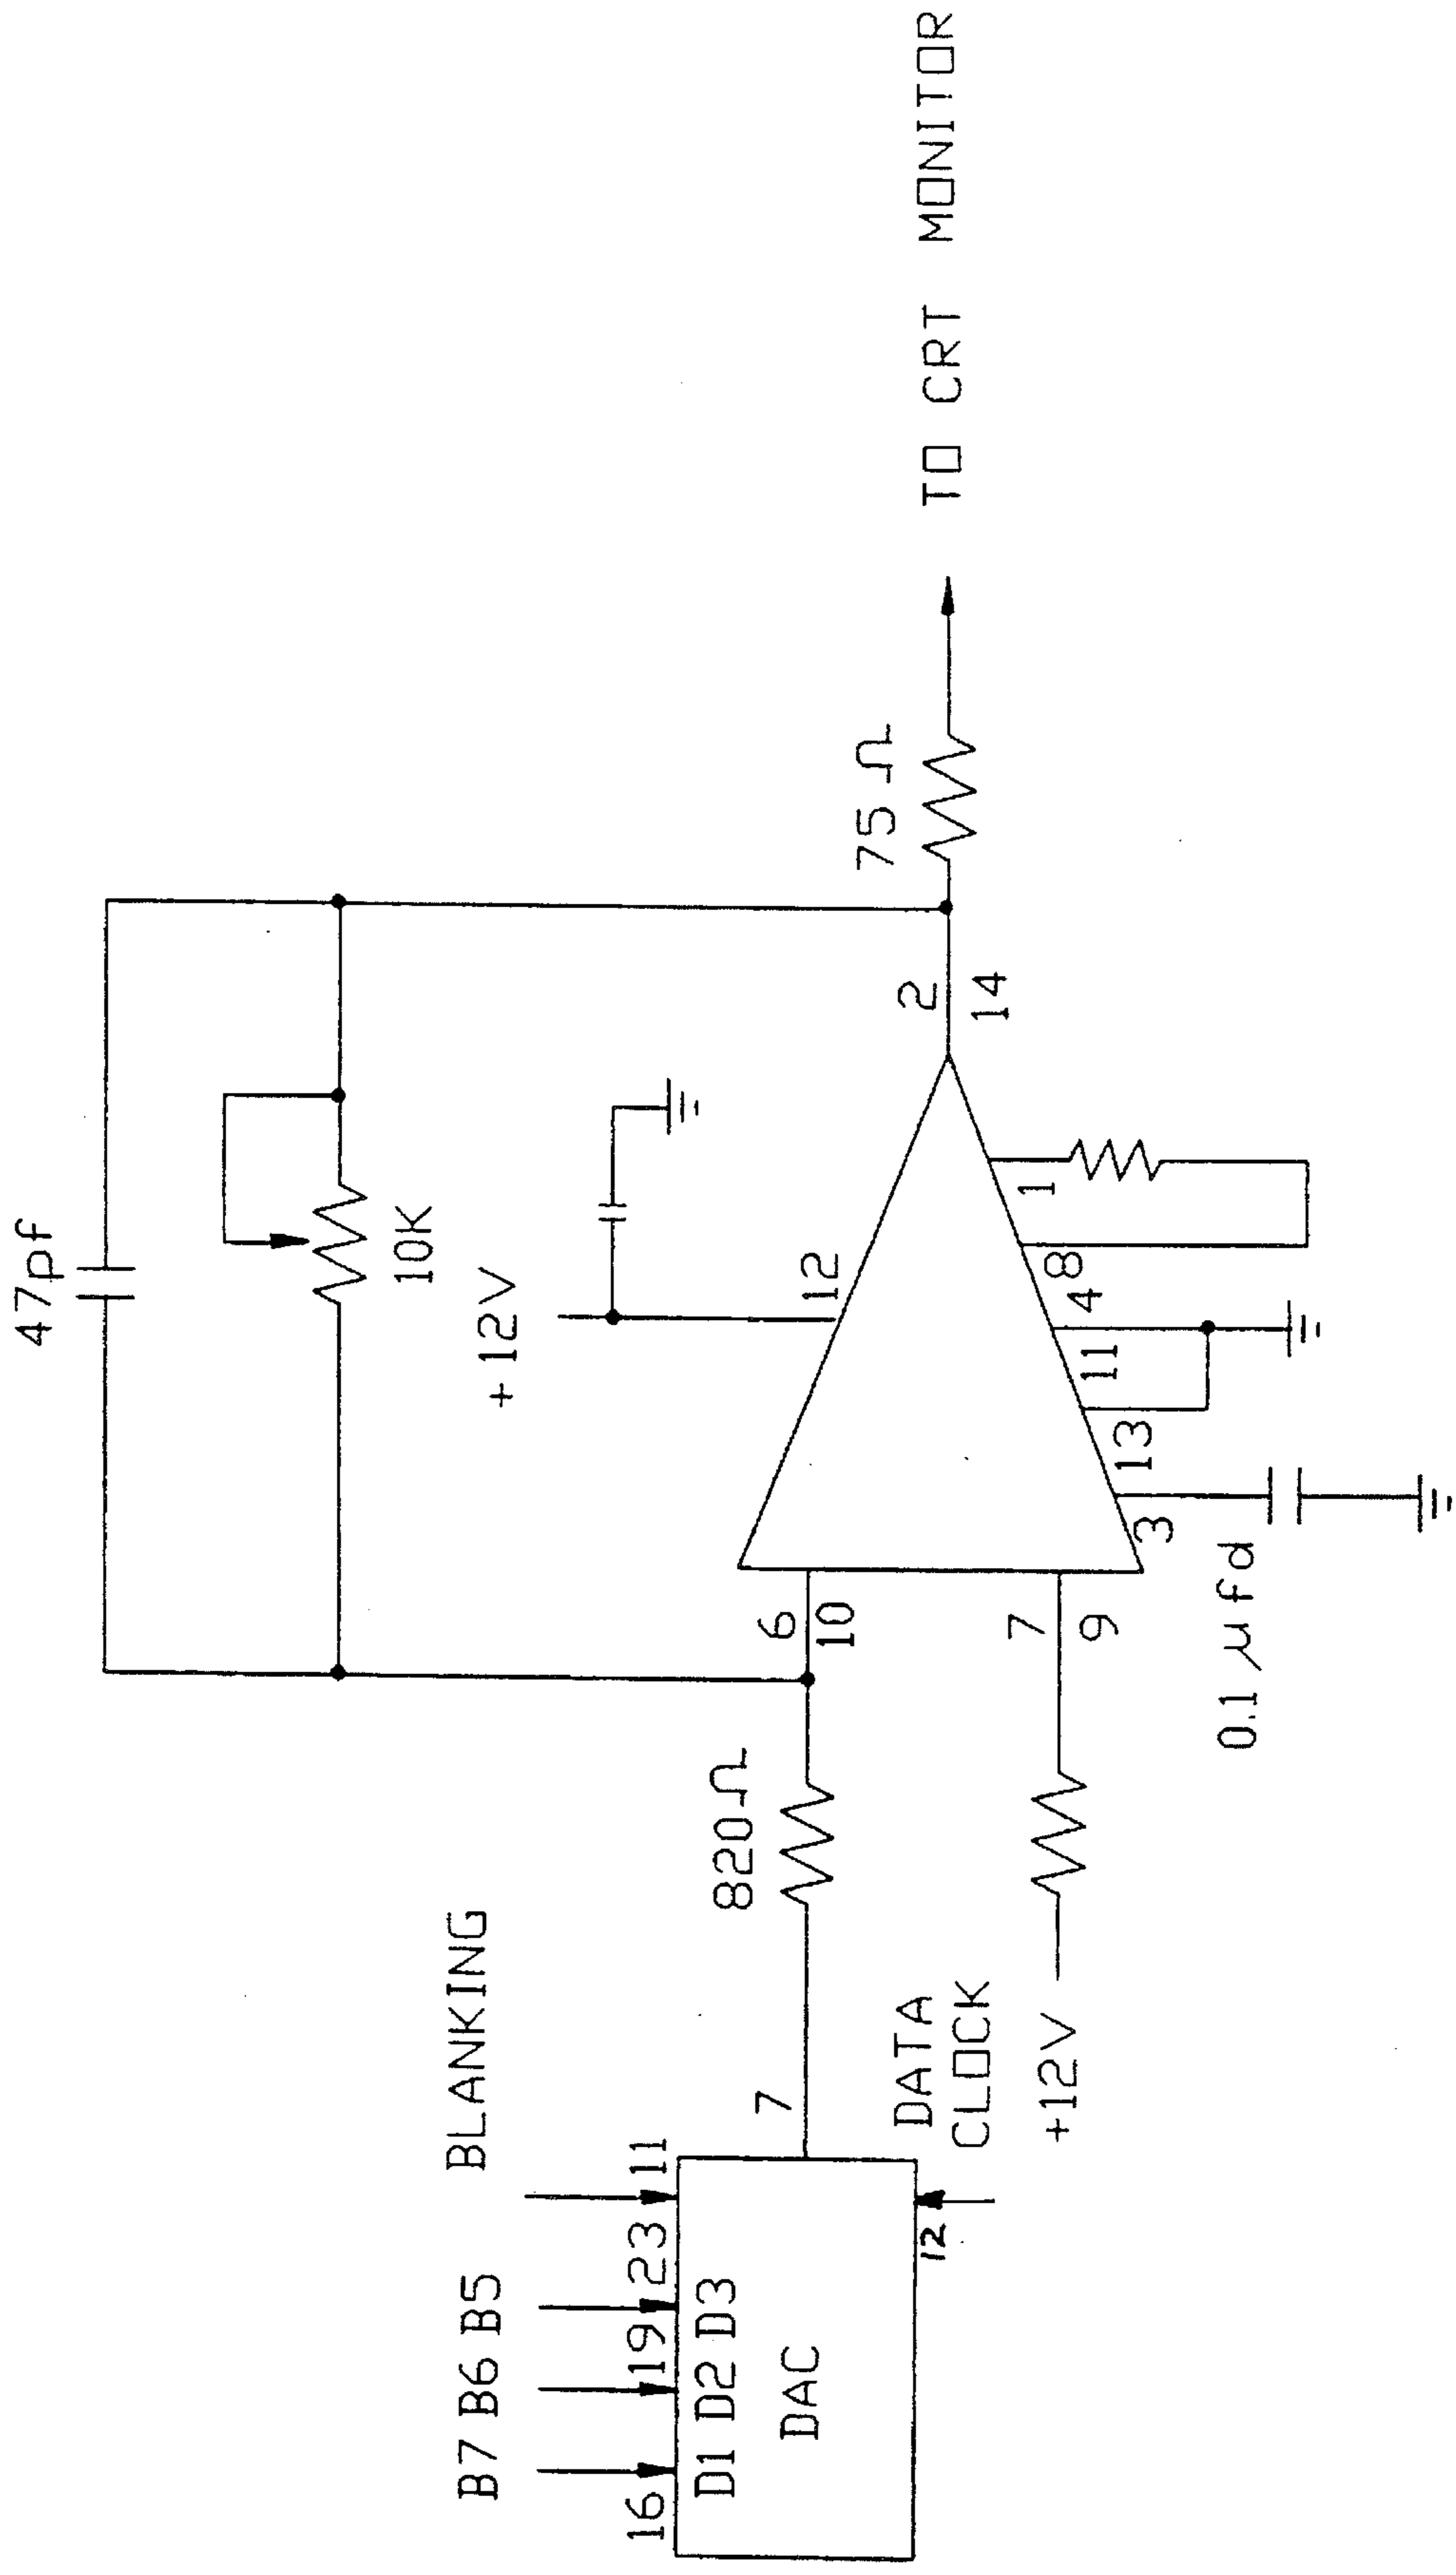 47pf
10K
B7 B6 B5
BLANKING
+12V
16 19 23 11
D1 D2 D3
DAC
7
820Ω
6
10
12
75Ω
2
14
TO CRT MONITOR
12
DATA
CLOCK
+12V
7
9
1
8
4
11
13
3
0.1 μfd